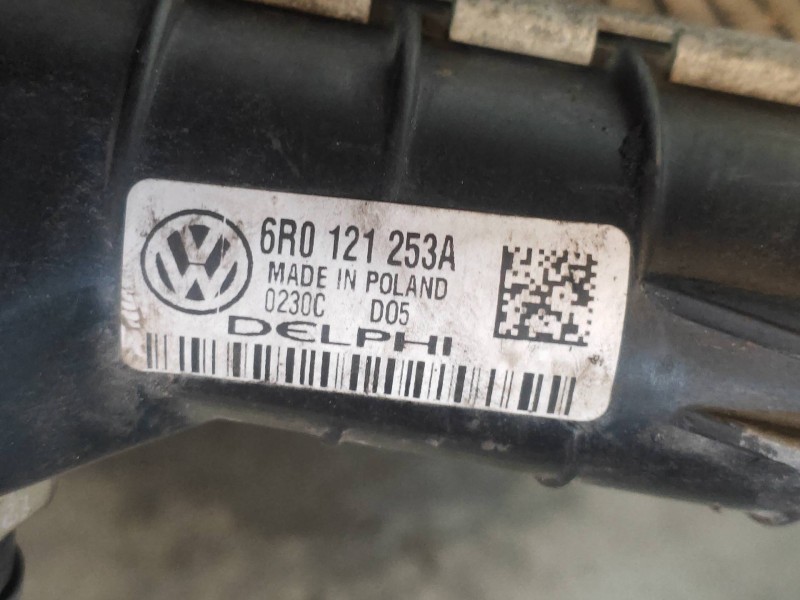 6R0 121 253A
MADE IN POLAND
0230C D05
DELPHI